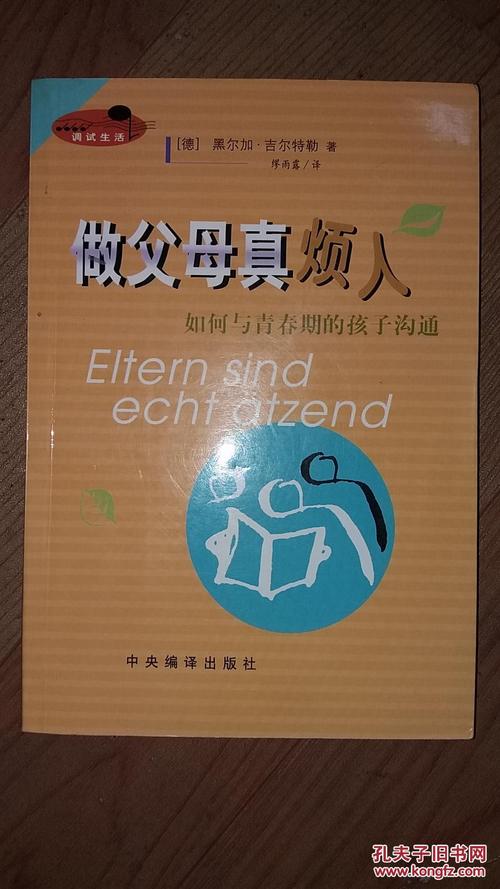 调试生活
[德] 黑尔加·吉尔特勒 著
缪雨露/译
做父母真烦人
如何与青春期的孩子沟通
Eltern sind
echt atzend
中央编译出版社
孔夫子旧书网
www.kongfz.com